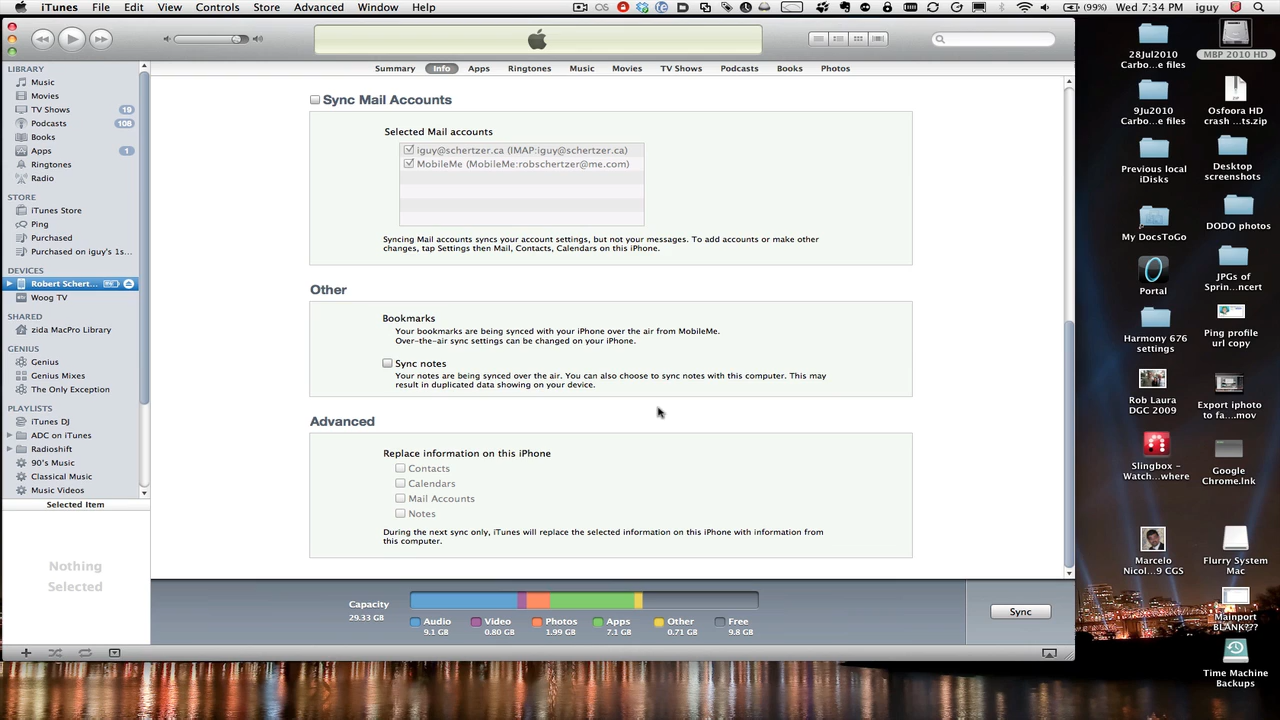 iTunes File Edit View Controls Store Advanced Window Help
(99%) Wed 7:34 PM iguy
Summary Info Apps Ringtones Music Movies TV Shows Podcasts Books Photos
LIBRARY
Music
Movies
TV Shows 19
Podcasts 106
Books
Apps 1
Ringtones
Radio
STORE
iTunes Store
Ping
Purchased
Purchased on iguy's 1s...
DEVICES
Robert Schert...
Woog TV
SHARED
zida MacPro Library
GENIUS
Genius
Genius Mixes
The Only Exception
PLAYLISTS
iTunes DJ
ADC on iTunes
Radioshift
90's Music
Classical Music
Music Videos
Selected Item
Nothing
Selected
Sync Mail Accounts
Selected Mail accounts
iguy@schertzer.ca (IMAP:iguy@schertzer.ca)
MobileMe (MobileMe:robschertzer@me.com)
Syncing Mail accounts syncs your account settings, but not your messages. To add accounts or make other
changes, tap Settings then Mail, Contacts, Calendars on this iPhone.
Other
Bookmarks
Your bookmarks are being synced with your iPhone over the air from MobileMe.
Over-the-air sync settings can be changed on your iPhone.
Sync notes
Your notes are being synced over the air. You can also choose to sync notes with this computer. This may
result in duplicated data showing on your device.
Advanced
Replace information on this iPhone
Contacts
Calendars
Mail Accounts
Notes
During the next sync only, iTunes will replace the selected information on this iPhone with information from
this computer.
Capacity
29.33 GB
Audio Video Photos Apps Other Free
9.1 GB 0.80 GB 1.99 GB 7.1 GB 0.71 GB 9.8 GB
Sync
28Jul2010
Carbo...e files
MBP 2010 HD
9Ju2010
Carbo...e files
Osfoora HD
crash ...ts.zip
Previous local
iDisks
Desktop
screenshots
My DocsToGo
DODO photos
Portal
JPGs of
Sprin...ncert
Harmony 676
settings
Ping profile
url copy
Rob Laura
DGC 2009
Export iphoto
to fa....mov
Slingbox –
Watch...where
Google
Chrome.lnk
Marcelo
Nicol...9 CGS
Flurry System
Mac
Mainport
BLANK???
Time Machine
Backups